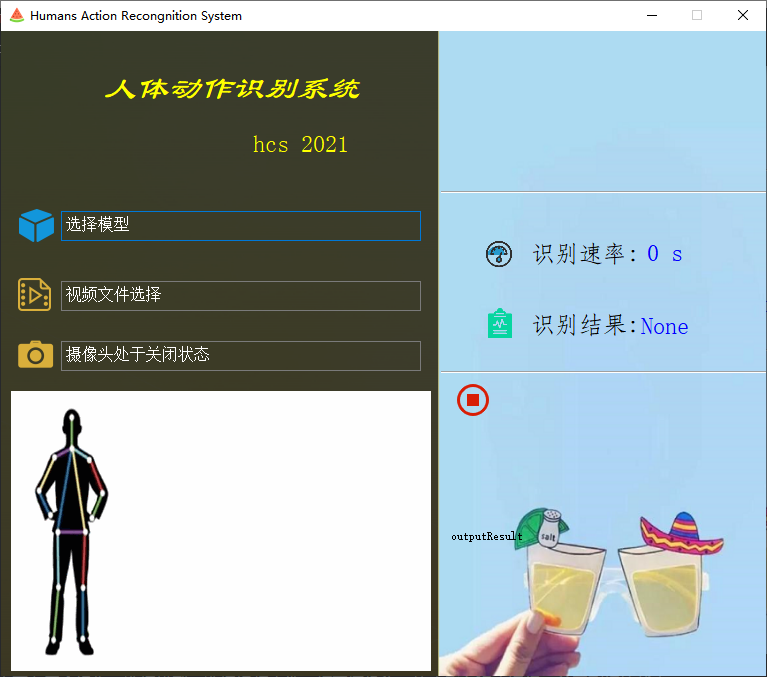 Humans Action Recongnition System
人体动作识别系统
hcs 2021
选择模型
视频文件选择
摄像头处于关闭状态
识别速率: 0 s
识别结果:None
outputResult
salt